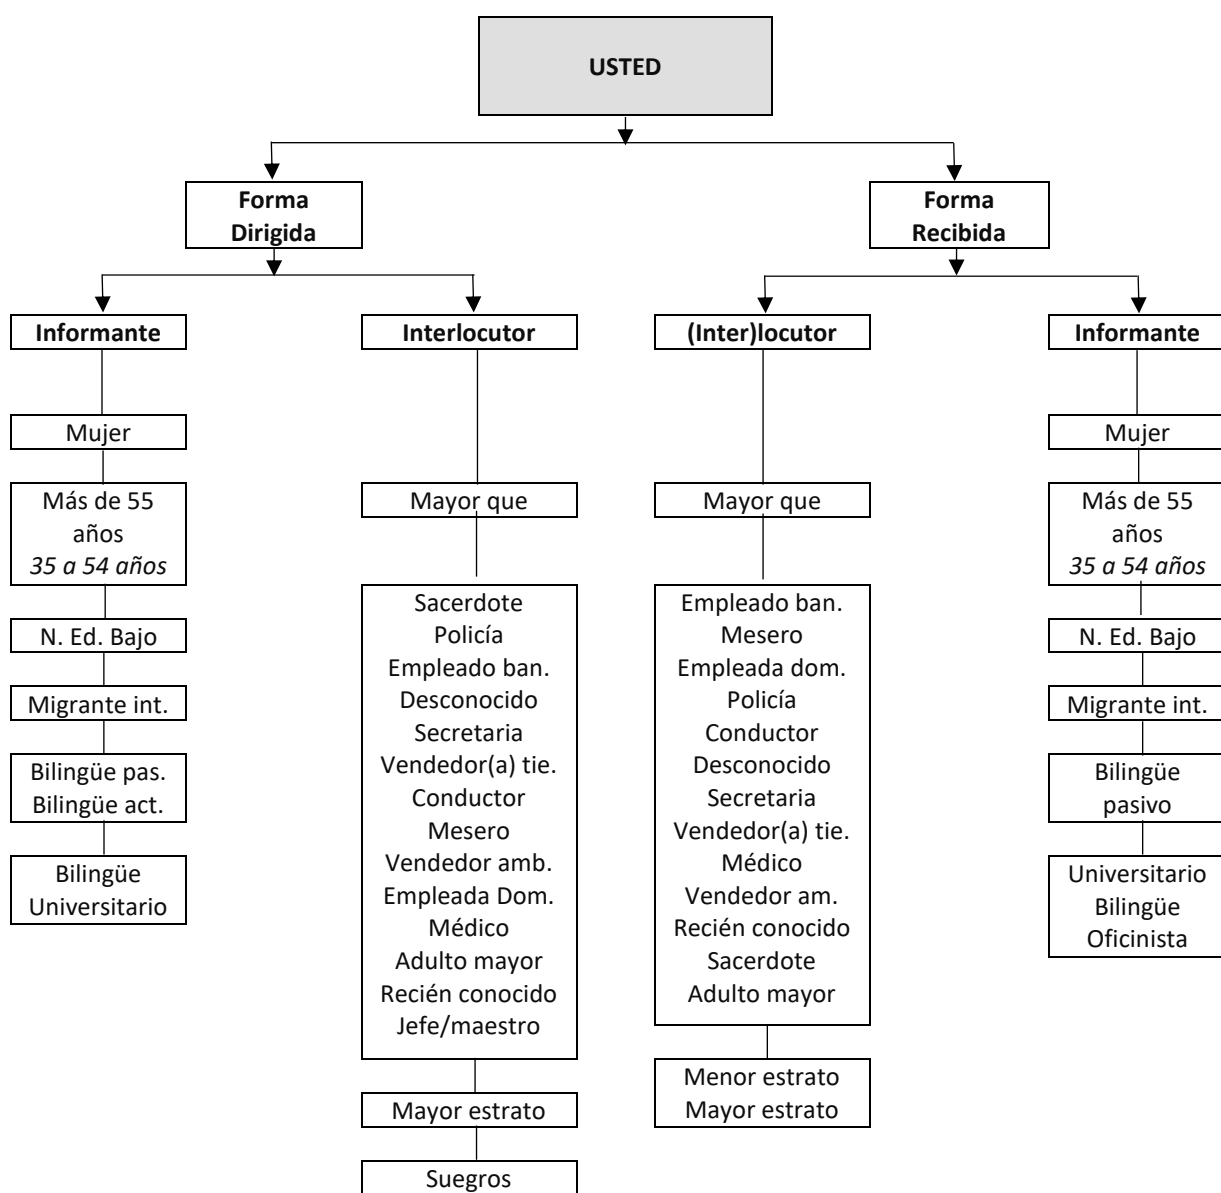 USTED
Forma
Dirigida
Forma
Recibida
Informante
Interlocutor
(Inter)locutor
Informante
Mujer
Más de 55
años
35 a 54 años
N. Ed. Bajo
Migrante int.
Bilingüe pas.
Bilingüe act.
Bilingüe
Universitario
Mayor que
Sacerdote
Policía
Empleado ban.
Desconocido
Secretaria
Vendedor(a) tie.
Conductor
Mesero
Vendedor amb.
Empleada Dom.
Médico
Adulto mayor
Recién conocido
Jefe/maestro
Mayor estrato
Suegros
Mayor que
Empleado ban.
Mesero
Empleada dom.
Policía
Conductor
Desconocido
Secretaria
Vendedor(a) tie.
Médico
Vendedor am.
Recién conocido
Sacerdote
Adulto mayor
Menor estrato
Mayor estrato
Mujer
Más de 55
años
35 a 54 años
N. Ed. Bajo
Migrante int.
Bilingüe
pasivo
Universitario
Bilingüe
Oficinista